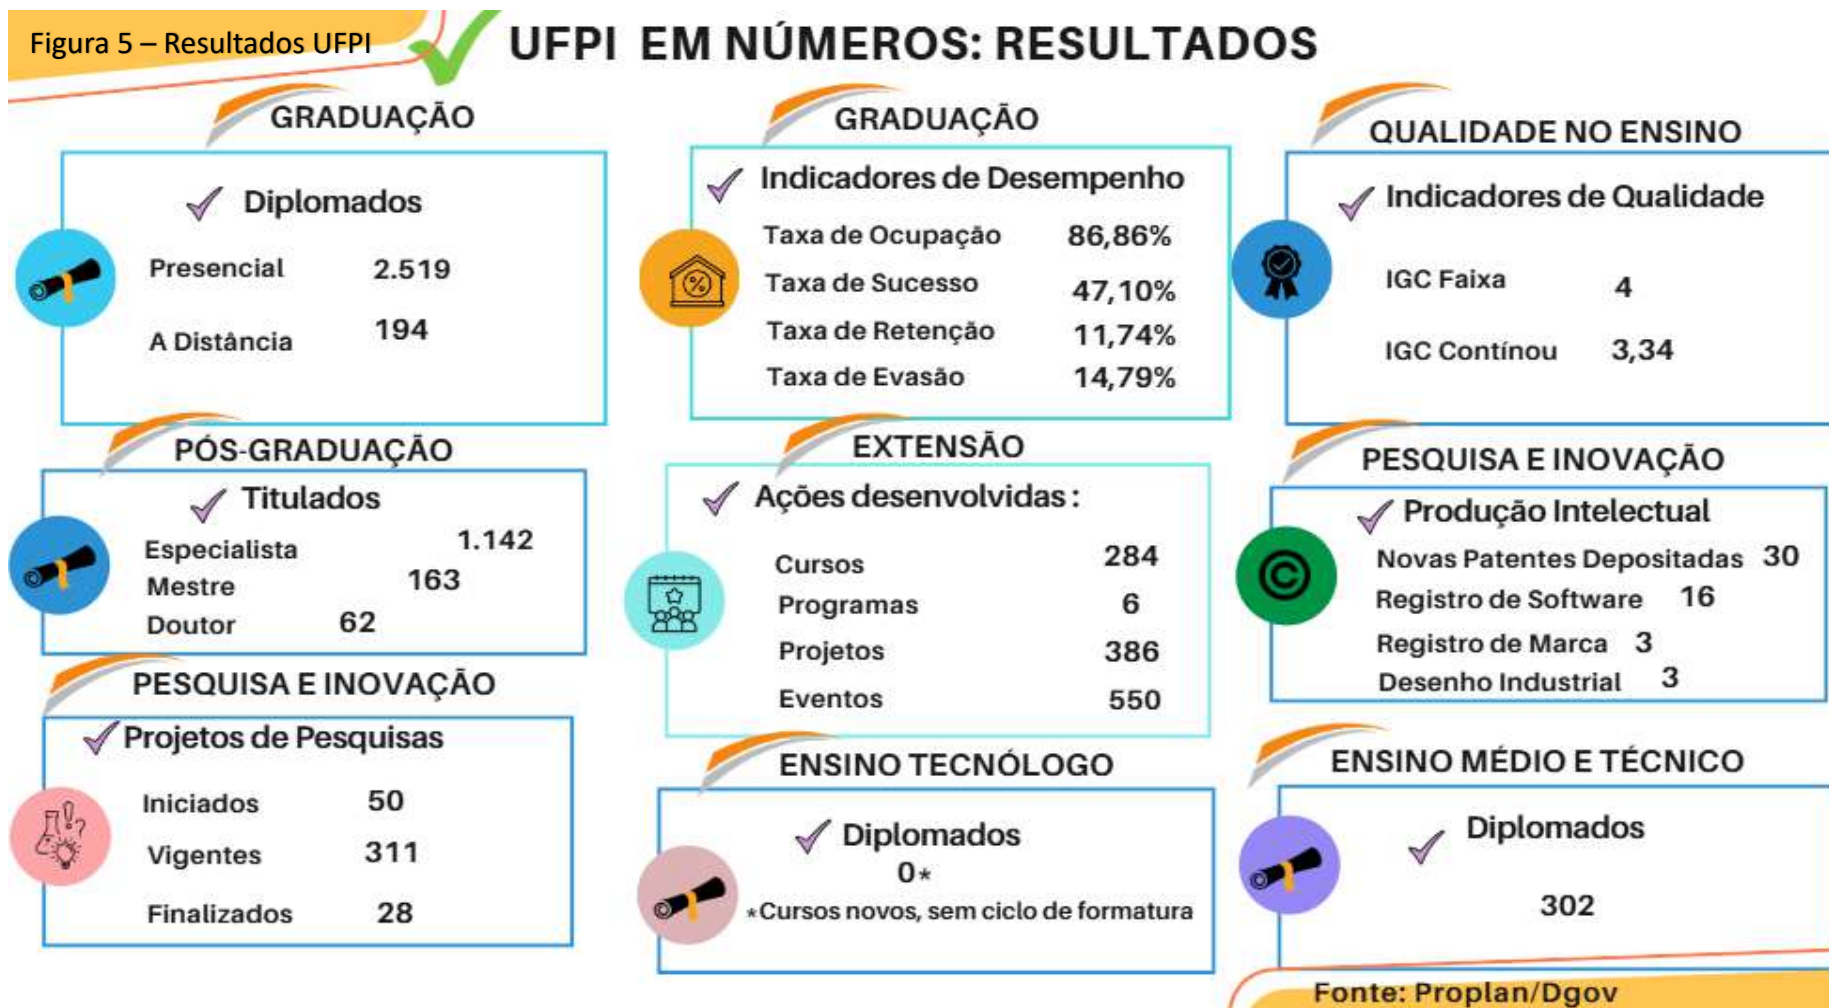 Figura 5 – Resultados UFPI
UFPI EM NÚMEROS: RESULTADOS
GRADUAÇÃO
Diplomados
Presencial 2.519
A Distância 194
GRADUAÇÃO
Indicadores de Desempenho
Taxa de Ocupação 86,86%
Taxa de Sucesso 47,10%
Taxa de Retenção 11,74%
Taxa de Evasão 14,79%
QUALIDADE NO ENSINO
Indicadores de Qualidade
IGC Faixa 4
IGC Contínou 3,34
PÓS-GRADUAÇÃO
Titulados
Especialista 1.142
Mestre 163
Doutor 62
EXTENSÃO
Ações desenvolvidas :
Cursos 284
Programas 6
Projetos 386
Eventos 550
PESQUISA E INOVAÇÃO
Produção Intelectual
Novas Patentes Depositadas 30
Registro de Software 16
Registro de Marca 3
Desenho Industrial 3
PESQUISA E INOVAÇÃO
Projetos de Pesquisas
Iniciados 50
Vigentes 311
Finalizados 28
ENSINO TECNÓLOGO
Diplomados
0*
*Cursos novos, sem ciclo de formatura
ENSINO MÉDIO E TÉCNICO
Diplomados
302
Fonte: Proplan/Dgov